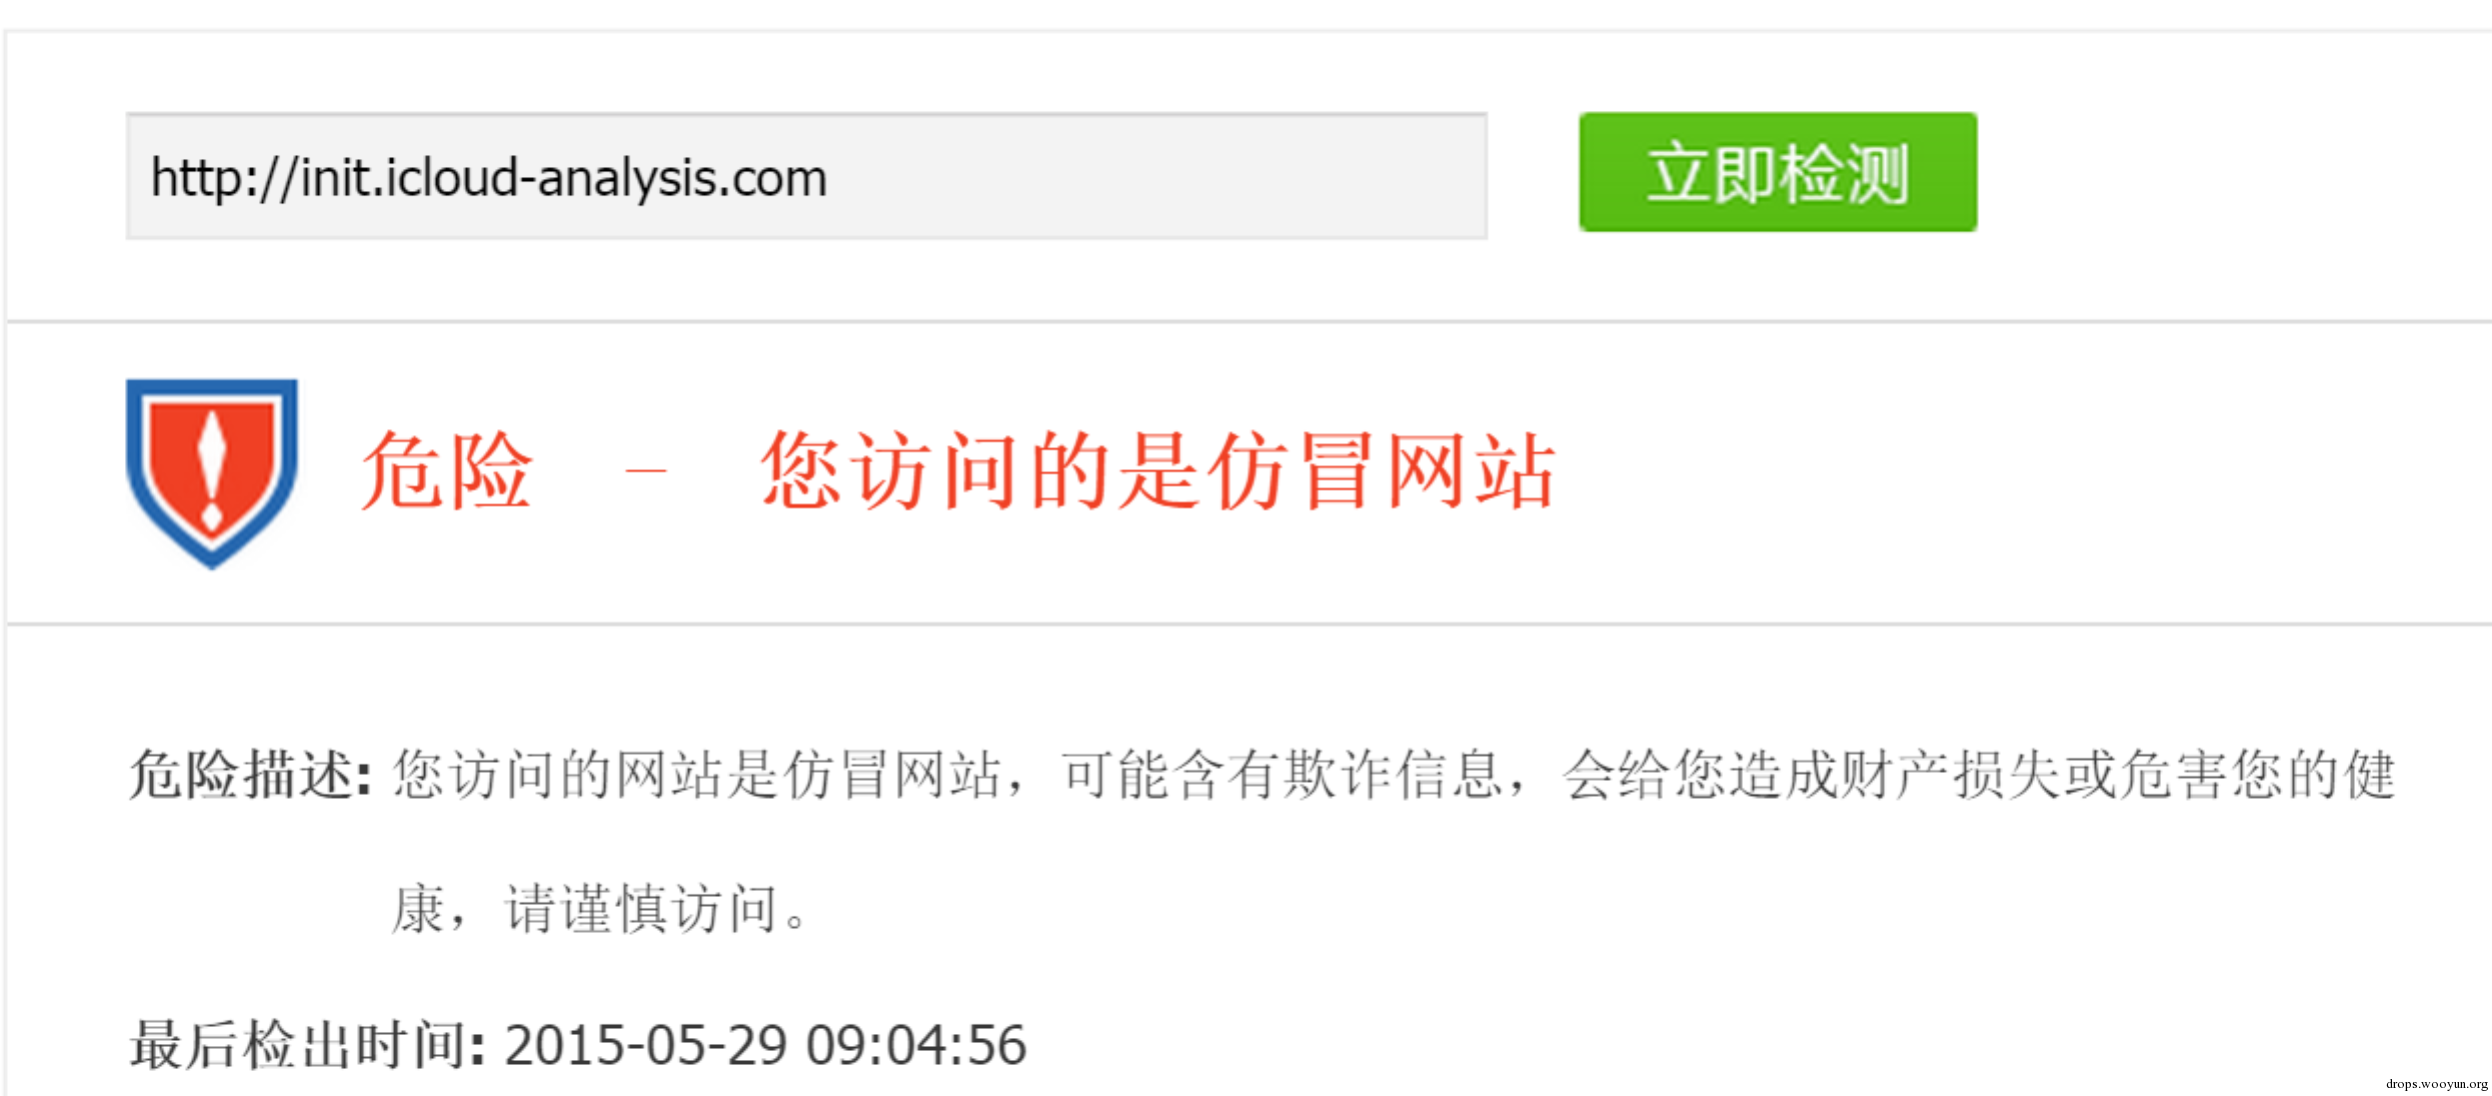 http://init.icloud-analysis.com
立即检测
危险 － 您访问的是仿冒网站
危险描述: 您访问的网站是仿冒网站，可能含有欺诈信息，会给您造成财产损失或危害您的健
康，请谨慎访问。
最后检出时间: 2015-05-29 09:04:56
drops.wooyun.org